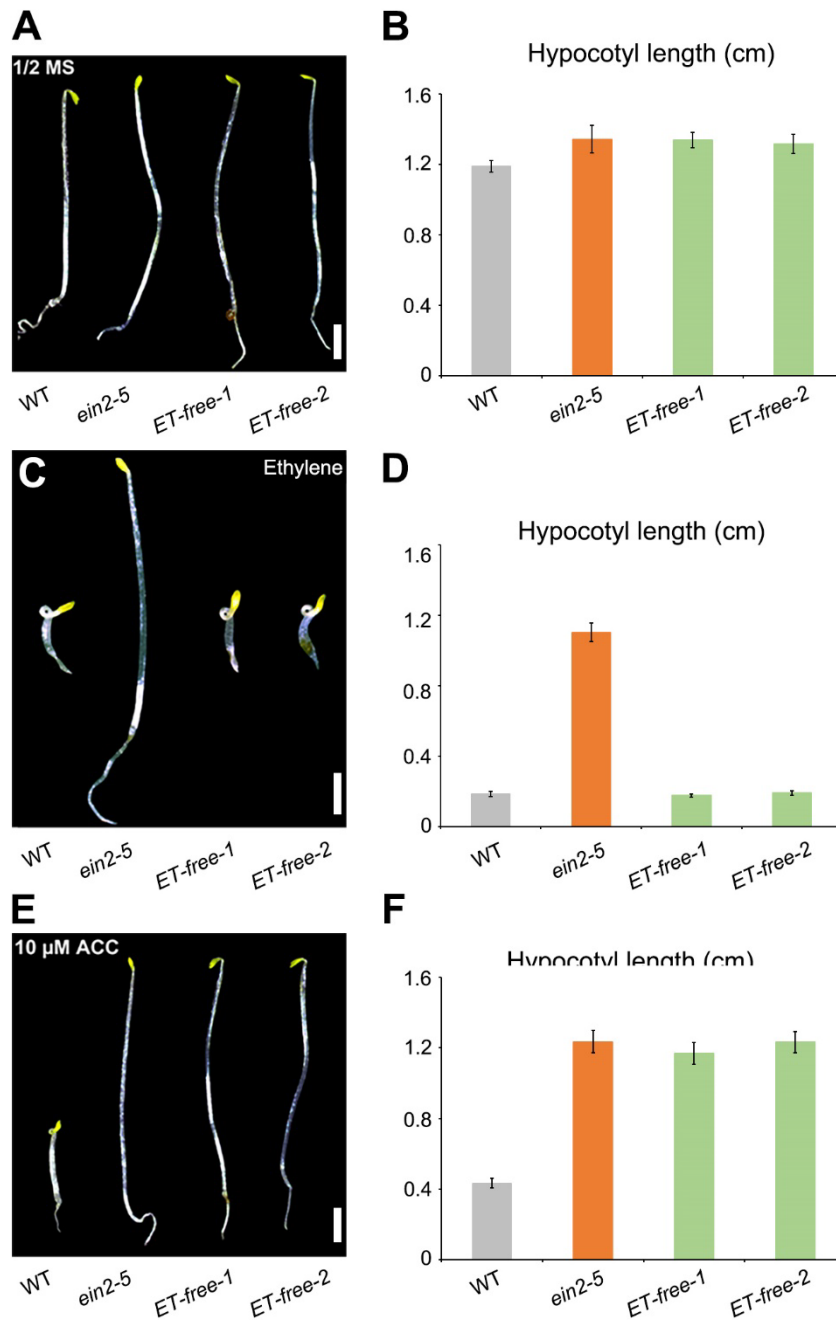 A
1/2 MS
WT
ein2-5
ET-free-1
ET-free-2
B
Hypocotyl length (cm)
1.6
1.2
0.8
0.4
0
WT
ein2-5
ET-free-1
ET-free-2
C
Ethylene
WT
ein2-5
ET-free-1
ET-free-2
D
Hypocotyl length (cm)
1.6
1.2
0.8
0.4
0
WT
ein2-5
ET-free-1
ET-free-2
E
10 µM ACC
WT
ein2-5
ET-free-1
ET-free-2
F
Hypocotyl length (cm)
1.6
1.2
0.8
0.4
0
WT
ein2-5
ET-free-1
ET-free-2